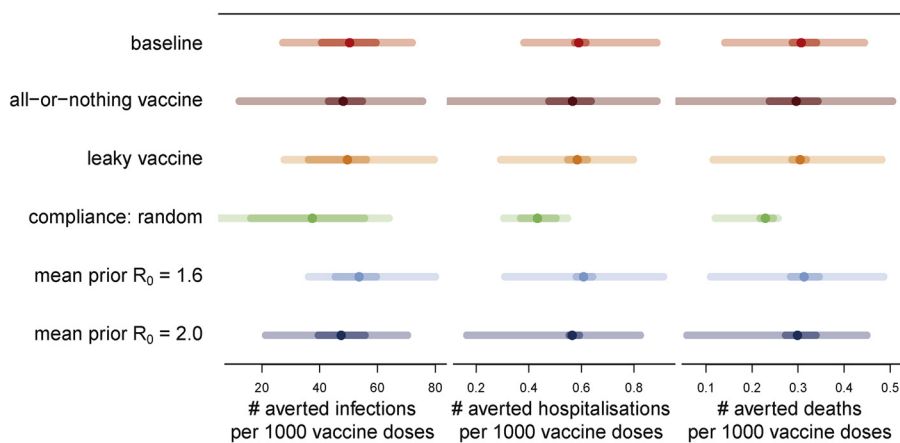 baseline
all−or−nothing vaccine
leaky vaccine
compliance: random
mean prior R₀ = 1.6
mean prior R₀ = 2.0
20 40 60 80 0.2 0.4 0.6 0.8 0.1 0.2 0.3 0.4 0.5
# averted infections # averted hospitalisations # averted deaths
per 1000 vaccine doses per 1000 vaccine doses per 1000 vaccine doses